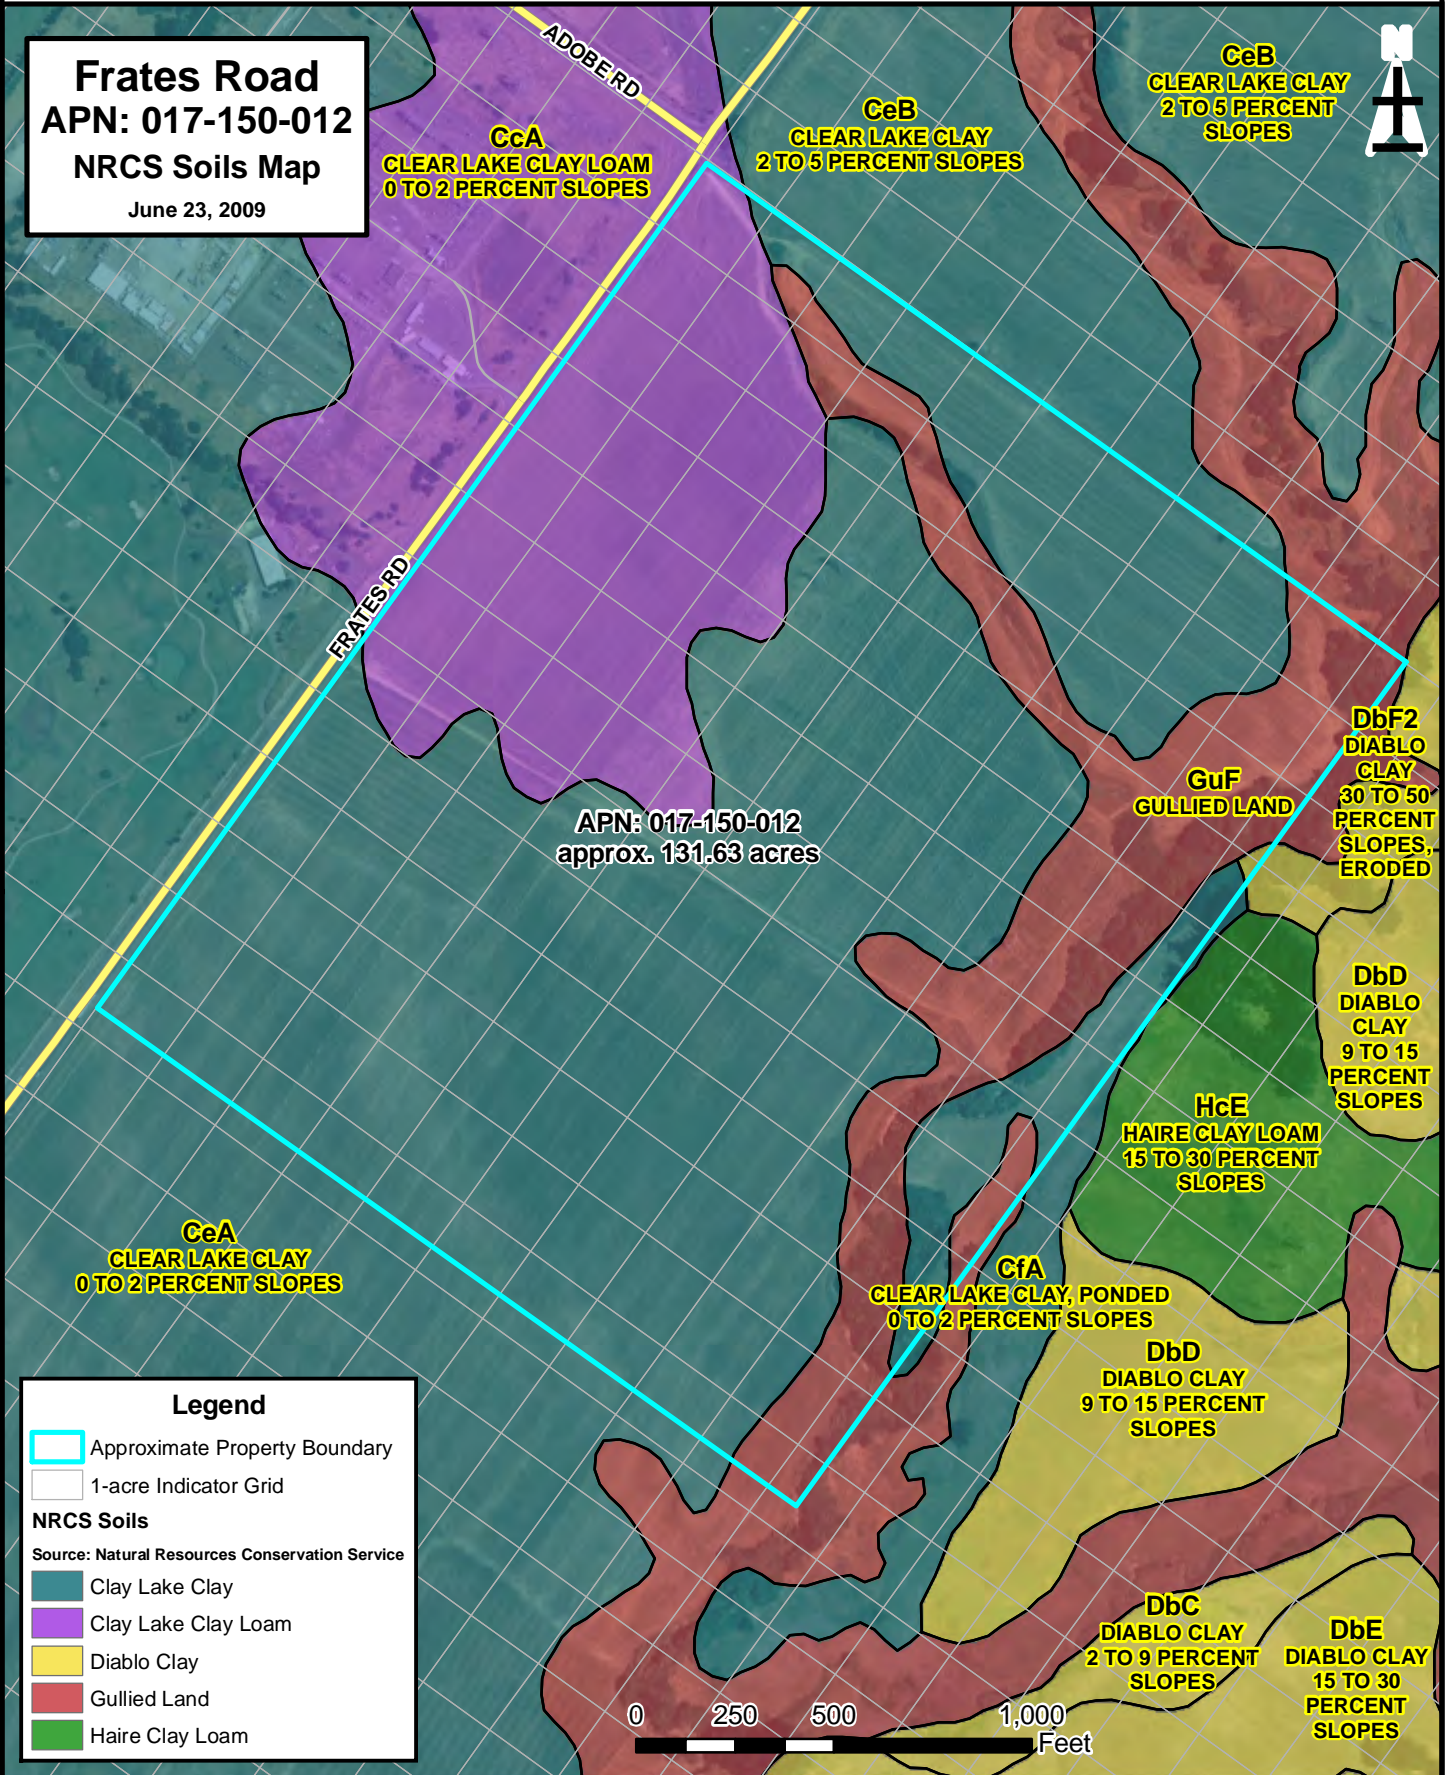 Frates Road
APN: 017-150-012
NRCS Soils Map
June 23, 2009
ADOBE RD
CcA
CLEAR LAKE CLAY LOAM
0 TO 2 PERCENT SLOPES
CeB
CLEAR LAKE CLAY
2 TO 5 PERCENT SLOPES
CeB
CLEAR LAKE CLAY
2 TO 5 PERCENT
SLOPES
N
FRATES RD
APN: 017-150-012
approx. 131.63 acres
GuF
GULLIED LAND
DbF2
DIABLO
CLAY
30 TO 50
PERCENT
SLOPES,
ERODED
DbD
DIABLO
CLAY
9 TO 15
PERCENT
SLOPES
HcE
HAIRE CLAY LOAM
15 TO 30 PERCENT
SLOPES
CeA
CLEAR LAKE CLAY
0 TO 2 PERCENT SLOPES
CfA
CLEAR LAKE CLAY, PONDED
0 TO 2 PERCENT SLOPES
DbD
DIABLO CLAY
9 TO 15 PERCENT
SLOPES
DbC
DIABLO CLAY
2 TO 9 PERCENT
SLOPES
DbE
DIABLO CLAY
15 TO 30
PERCENT
SLOPES
Legend
Approximate Property Boundary
1-acre Indicator Grid
NRCS Soils
Source: Natural Resources Conservation Service
Clay Lake Clay
Clay Lake Clay Loam
Diablo Clay
Gullied Land
Haire Clay Loam
0 250 500 1,000
Feet